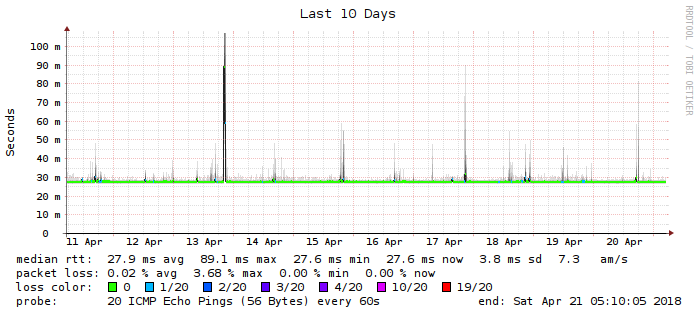 Last 10 Days
RRDTOOL / TOBI OETIKER
Seconds
100 m
90 m
80 m
70 m
60 m
50 m
40 m
30 m
20 m
10 m
0
11 Apr 12 Apr 13 Apr 14 Apr 15 Apr 16 Apr 17 Apr 18 Apr 19 Apr 20 Apr
median rtt: 27.9 ms avg 89.1 ms max 27.6 ms min 27.6 ms now 3.8 ms sd 7.3 am/s
packet loss: 0.02 % avg 3.68 % max 0.00 % min 0.00 % now
loss color: 0 1/20 2/20 3/20 4/20 10/20 19/20
probe: 20 ICMP Echo Pings (56 Bytes) every 60s end: Sat Apr 21 05:10:05 2018